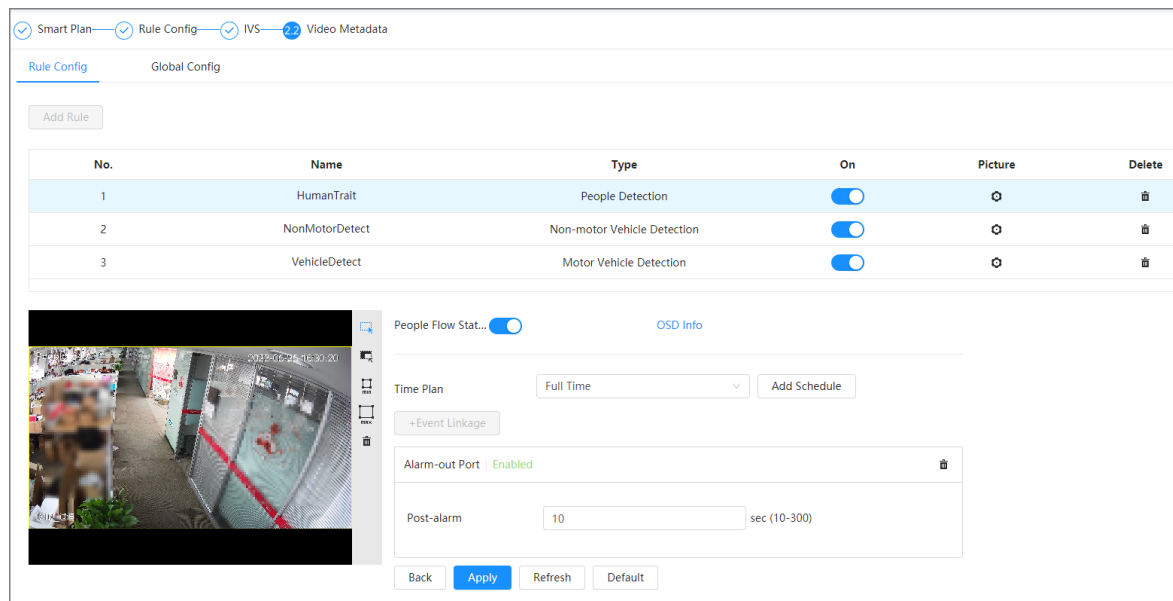 Smart Plan Rule Config IVS 2.2 Video Metadata
Rule Config Global Config
Add Rule
No. Name Type On Picture Delete
1 HumanTrait People Detection
2 NonMotorDetect Non-motor Vehicle Detection
3 VehicleDetect Motor Vehicle Detection
People Flow Stat... OSD Info
min
max
Time Plan Full Time Add Schedule
+Event Linkage
Alarm-out Port Enabled
Post-alarm 10 sec (10-300)
Back Apply Refresh Default